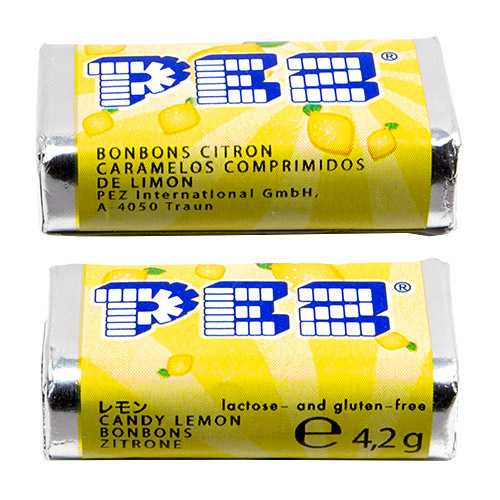 PEZ®
BONBONS CITRON
CARAMELOS COMPRIMIDOS
DE LIMON
PEZ International GmbH,
A-4050 Traun
PEZ®
レモン lactose- and gluten-free
CANDY LEMON
BONBONS
ZITRONE
e 4,2 g